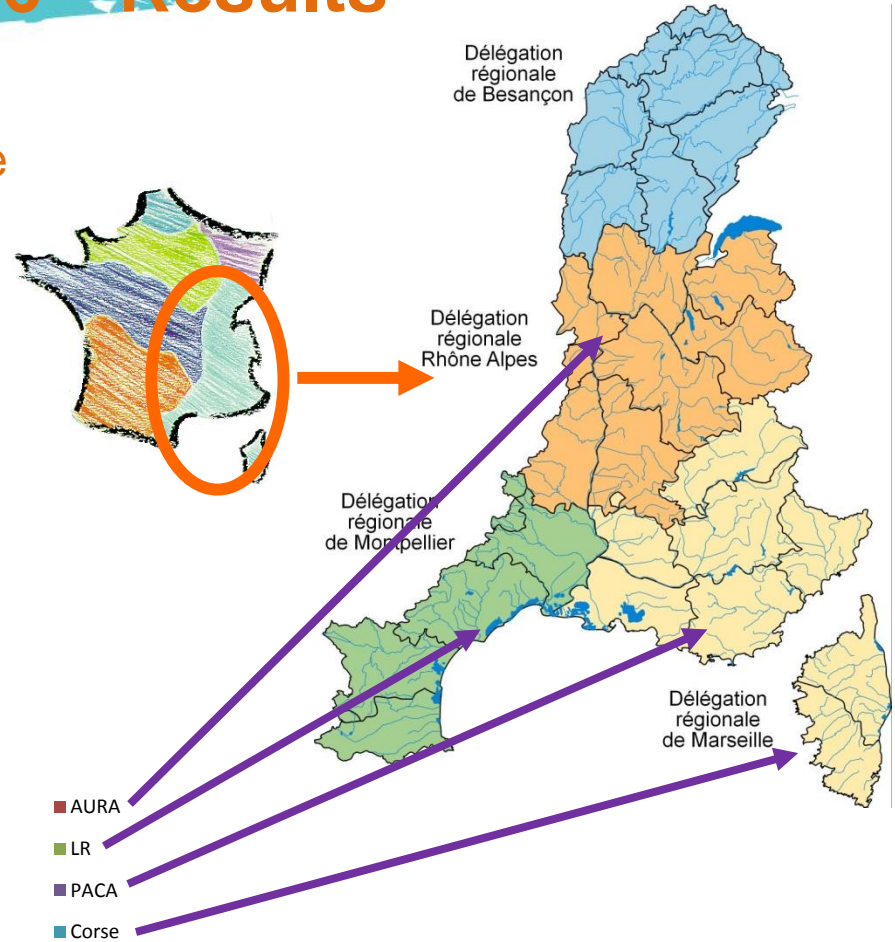 Results
Délégation
régionale
de Besançon
e
Délégation
régionale
Rhône Alpes
Délégation
régionale
de Montpellier
Délégation
régionale
de Marseille
AURA
LR
PACA
Corse